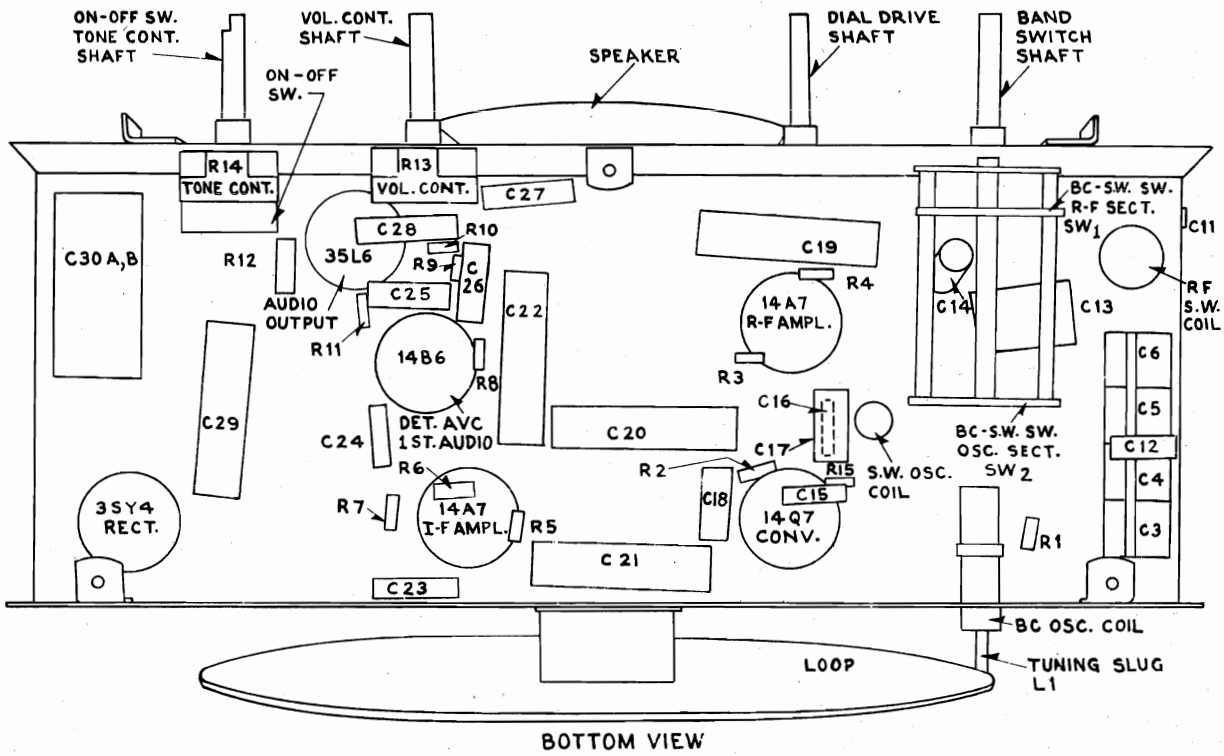 ON-OFF SW.
TONE CONT.
SHAFT
VOL. CONT.
SHAFT
ON-OFF
SW.
SPEAKER
DIAL DRIVE
SHAFT
BAND
SWITCH
SHAFT
R14
TONE CONT.
R13
VOL. CONT.
C27
C30 A,B
R12
35L6
C28
R10
R9
C
26
C25
AUDIO
OUTPUT
R11
C22
C19
R4
14A7
R-F AMPL.
R3
BC-S.W. SW.
R-F SECT.
SW1
C11
C14
C13
RF
S.W.
COIL
C6
C5
C12
C4
C3
14B6
R8
DET. AVC
1ST. AUDIO
C29
C24
C20
C16
C17
S.W. OSC.
COIL
BC-S.W. SW.
OSC. SECT.
SW2
R6
R7
14A7
I-F AMPL.
R5
R2
C18
R15
C15
14Q7
CONV.
R1
3SY4
RECT.
C23
C21
BC OSC. COIL
LOOP
TUNING SLUG
L1
BOTTOM VIEW